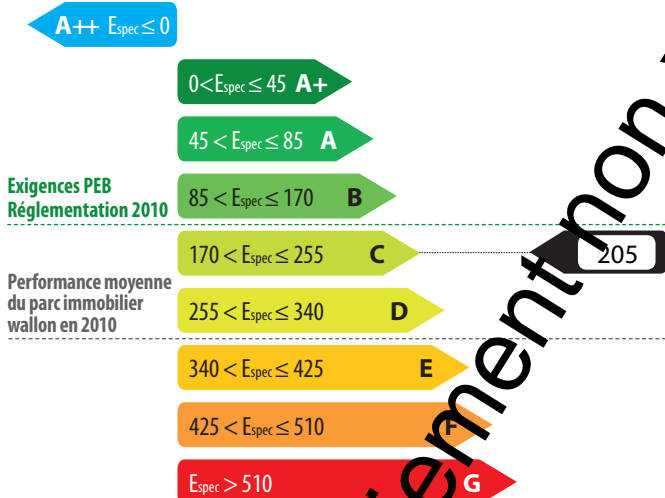 A++ Espec ≤ 0
0 < Espec ≤ 45 A+
45 < Espec ≤ 85 A
Exigences PEB
Réglementation 2010
85 < Espec ≤ 170 B
170 < Espec ≤ 255 C
205
Performance moyenne
du parc immobilier
wallon en 2010
255 < Espec ≤ 340 D
340 < Espec ≤ 425 E
425 < Espec ≤ 510 F
Espec > 510 G
ement non